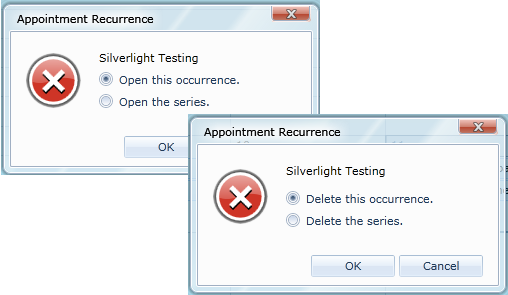 Appointment Recurrence
Silverlight Testing
Open this occurrence.
Open the series.
OK
Appointment Recurrence
Silverlight Testing
Delete this occurrence.
Delete the series.
OK
Cancel